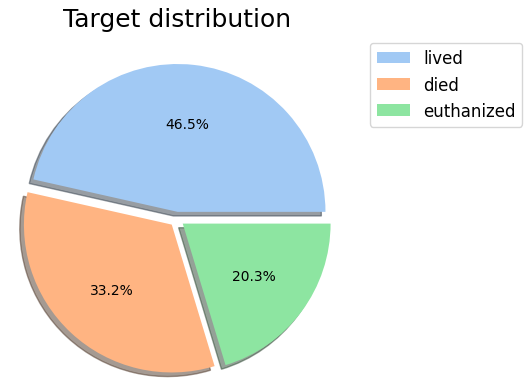 Target distribution
lived
died
euthanized
46.5%
33.2%
20.3%